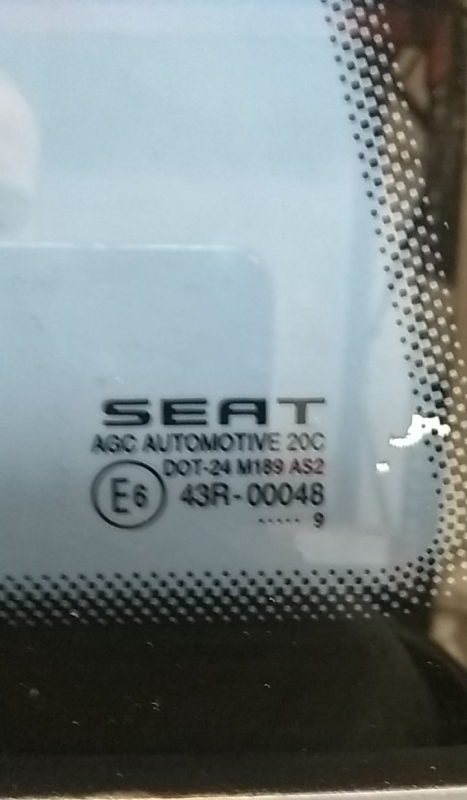 SEAT
AGC AUTOMOTIVE 20C
DOT-24 M189 AS2
E6 43R-00048
..... 9